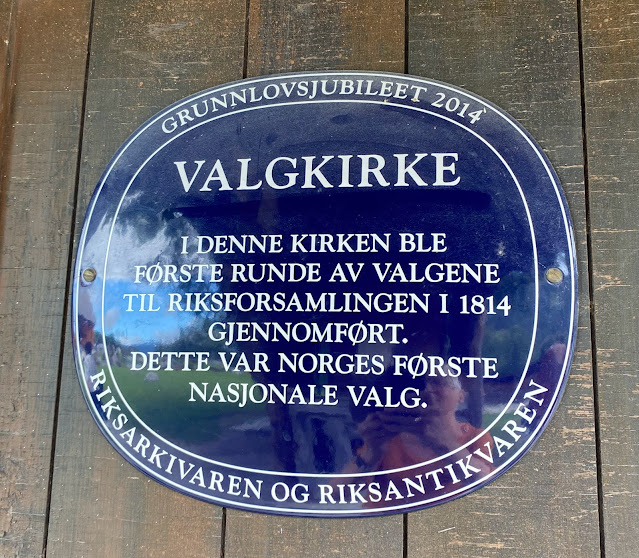 GRUNNLOVSJUBILEET 2014
VALGKIRKE
I DENNE KIRKEN BLE
FØRSTE RUNDE AV VALGENE
TIL RIKSFORSAMLINGEN I 1814
GJENNOMFØRT.
DETTE VAR NORGES FØRSTE
NASJONALE VALG.
RIKSARKIVAREN OG RIKSANTIKVAREN